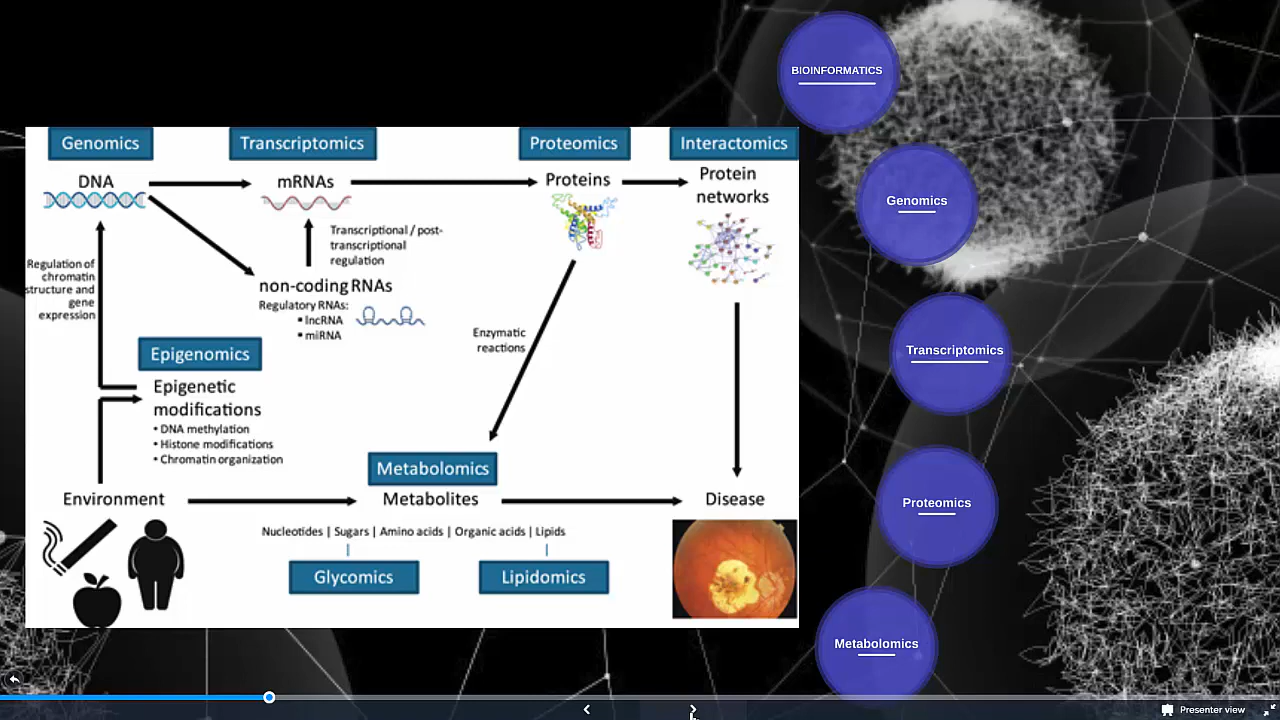 BIOINFORMATICS
Genomics
Transcriptomics
Proteomics
Interactomics
DNA
mRNAs
Proteins
Protein
networks
Transcriptional / post-
transcriptional
regulation
Regulation of
chromatin
structure and
gene
expression
non-coding RNAs
Regulatory RNAs:
• lncRNA
• miRNA
Enzymatic
reactions
Epigenomics
Epigenetic
modifications
• DNA methylation
• Histone modifications
• Chromatin organization
Metabolomics
Environment
Metabolites
Disease
Nucleotides | Sugars | Amino acids | Organic acids | Lipids
Glycomics
Lipidomics
Genomics
Transcriptomics
Proteomics
Metabolomics
Presenter view